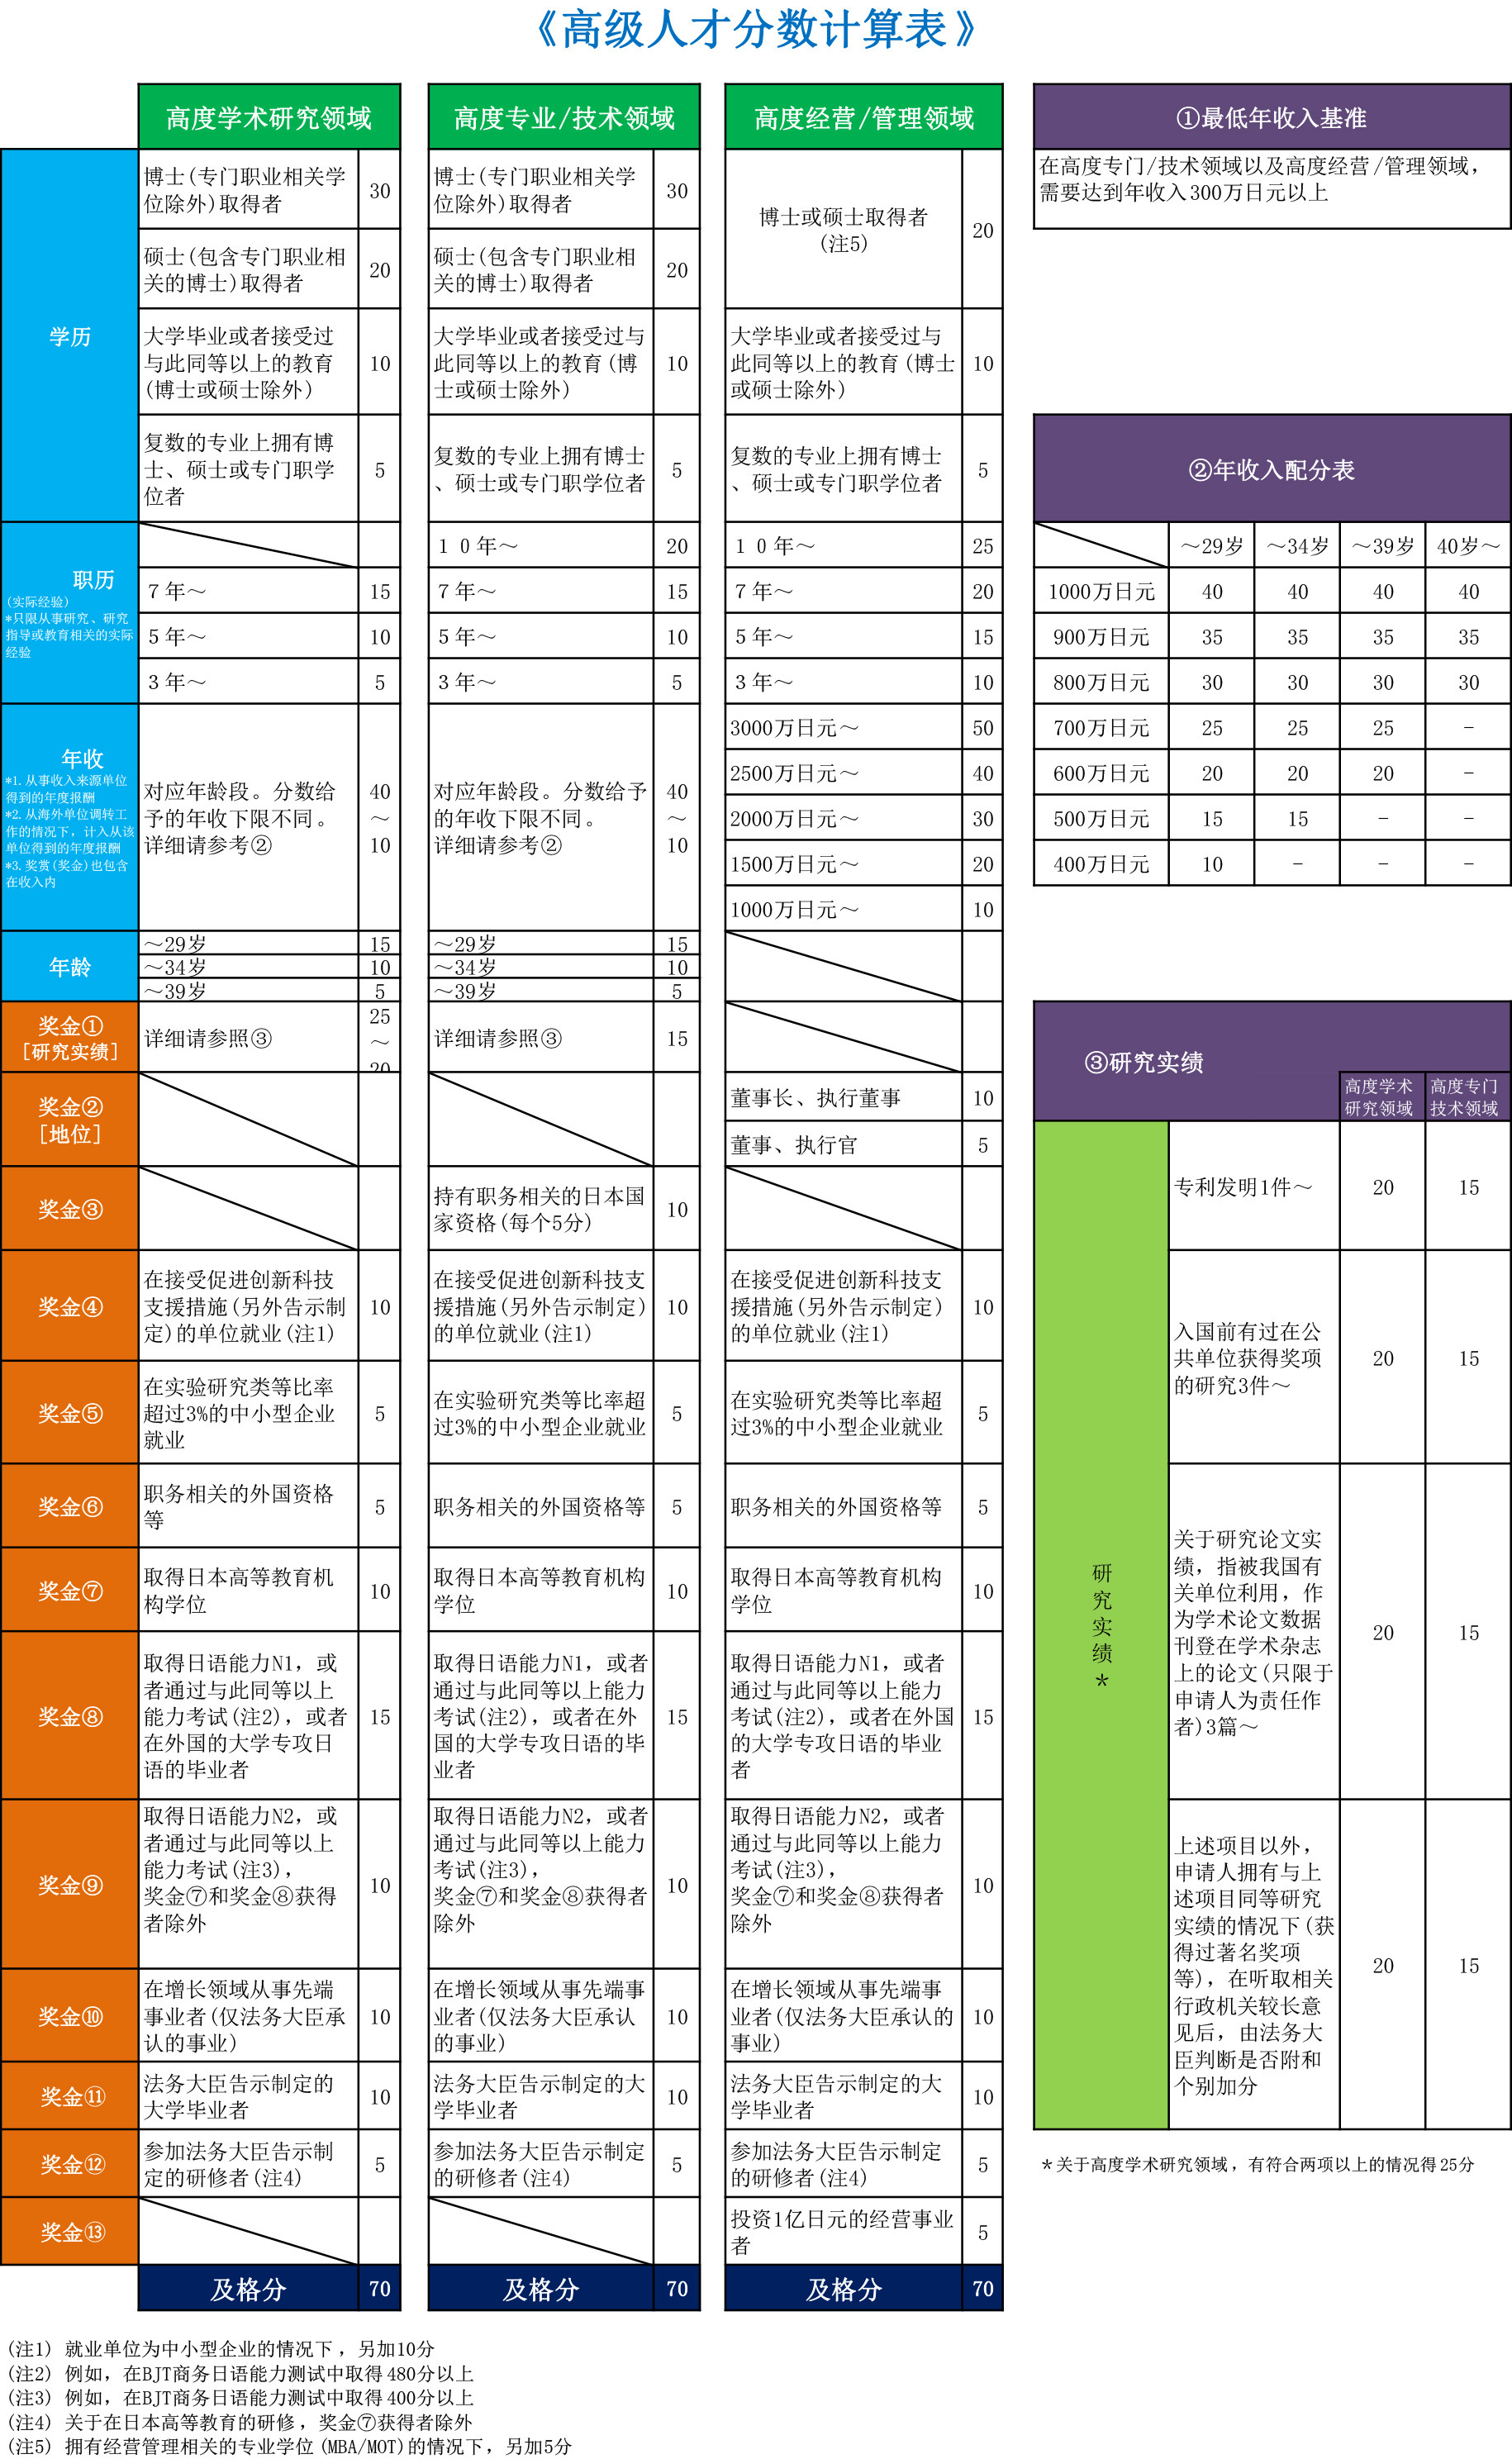 《高级人才分数计算表》
高度学术研究领域
高度专业/技术领域
高度经营/管理领域
①最低年收入基准
在高度专门/技术领域以及高度经营/管理领域，
需要达到年收入300万日元以上
学历
博士(专门职业相关学
位除外)取得者
30
博士(专门职业相关学
位除外)取得者
30
博士或硕士取得者
(注5)
20
硕士(包含专门职业相
关的博士)取得者
20
硕士(包含专门职业相
关的博士)取得者
20
大学毕业或者接受过
与此同等以上的教育
(博士或硕士除外)
10
大学毕业或者接受过与
此同等以上的教育(博
士或硕士除外)
10
大学毕业或者接受过与
此同等以上的教育(博士
或硕士除外)
10
复数的专业上拥有博
士、硕士或专门职学
位者
5
复数的专业上拥有博士
、硕士或专门职学位者
5
复数的专业上拥有博士
、硕士或专门职学位者
5
职历
(实际经验)
*只限从事研究、研究
指导或教育相关的实际
经验
１０年～
20
１０年～
25
７年～
15
７年～
15
７年～
20
５年～
10
５年～
10
５年～
15
３年～
5
３年～
5
３年～
10
年收
*1.从事收入来源单位
得到的年度报酬
*2.从海外单位调转工
作的情况下，计入从该
单位得到的年度报酬
*3.奖赏(奖金)也包含
在收入内
对应年龄段。分数给
予的年收下限不同。
详细请参考②
40
～
10
对应年龄段。分数给予
的年收下限不同。
详细请参考②
40
～
10
3000万日元～
50
2500万日元～
40
2000万日元～
30
1500万日元～
20
1000万日元～
10
年龄
～29岁
15
～29岁
15
～34岁
10
～34岁
10
～39岁
5
～39岁
5
奖金①
[研究实绩]
详细请参照③
25
～
20
详细请参照③
15
奖金②
[地位]
董事长、执行董事
10
董事、执行官
5
奖金③
持有职务相关的日本国
家资格(每个5分)
10
奖金④
在接受促进创新科技
支援措施(另外告示制
定)的单位就业(注1)
10
在接受促进创新科技支
援措施(另外告示制定)
的单位就业(注1)
10
在接受促进创新科技支
援措施(另外告示制定)
的单位就业(注1)
10
奖金⑤
在实验研究类等比率
超过3%的中小型企业
就业
5
在实验研究类等比率超
过3%的中小型企业就业
5
在实验研究类等比率超
过3%的中小型企业就业
5
奖金⑥
职务相关的外国资格
等
5
职务相关的外国资格等
5
职务相关的外国资格等
5
奖金⑦
取得日本高等教育机
构学位
10
取得日本高等教育机构
学位
10
取得日本高等教育机构
学位
10
奖金⑧
取得日语能力N1，或
者通过与此同等以上
能力考试(注2)，或者
在外国的大学专攻日
语的毕业者
15
取得日语能力N1，或者
通过与此同等以上能力
考试(注2)，或者在外
国的大学专攻日语的毕
业者
15
取得日语能力N1，或者
通过与此同等以上能力
考试(注2)，或者在外国
的大学专攻日语的毕业
者
15
奖金⑨
取得日语能力N2，或
者通过与此同等以上
能力考试(注3)，
奖金⑦和奖金⑧获得
者除外
10
取得日语能力N2，或者
通过与此同等以上能力
考试(注3)，
奖金⑦和奖金⑧获得者
除外
10
取得日语能力N2，或者
通过与此同等以上能力
考试(注3)，
奖金⑦和奖金⑧获得者
除外
10
奖金⑩
在增长领域从事先端
事业者(仅法务大臣承
认的事业)
10
在增长领域从事先端事
业者(仅法务大臣承认
的事业)
10
在增长领域从事先端事
业者(仅法务大臣承认的
事业)
10
奖金⑪
法务大臣告示制定的
大学毕业者
10
法务大臣告示制定的大
学毕业者
10
法务大臣告示制定的大
学毕业者
10
奖金⑫
参加法务大臣告示制
定的研修者(注4)
5
参加法务大臣告示制定
的研修者(注4)
5
参加法务大臣告示制定
的研修者(注4)
5
奖金⑬
投资1亿日元的经营事业
者
5
及格分
70
及格分
70
及格分
70
②年收入配分表
～29岁
～34岁
～39岁
40岁～
1000万日元
40
40
40
40
900万日元
35
35
35
35
800万日元
30
30
30
30
700万日元
25
25
25
-
600万日元
20
20
20
-
500万日元
15
15
-
-
400万日元
10
-
-
-
③研究实绩
高度学术
研究领域
高度专门
技术领域
研
究
实
绩
＊
专利发明1件～
20
15
入国前有过在公
共单位获得奖项
的研究3件～
20
15
关于研究论文实
绩，指被我国有
关单位利用，作
为学术论文数据
刊登在学术杂志
上的论文(只限于
申请人为责任作
者)3篇～
20
15
上述项目以外，
申请人拥有与上
述项目同等研究
实绩的情况下(获
得过著名奖项
等)，在听取相关
行政机关较长意
见后，由法务大
臣判断是否附和
个别加分
20
15
＊关于高度学术研究领域，有符合两项以上的情况得25分
(注1) 就业单位为中小型企业的情况下，另加10分
(注2) 例如，在BJT商务日语能力测试中取得480分以上
(注3) 例如，在BJT商务日语能力测试中取得400分以上
(注4) 关于在日本高等教育的研修，奖金⑦获得者除外
(注5) 拥有经营管理相关的专业学位(MBA/MOT)的情况下，另加5分